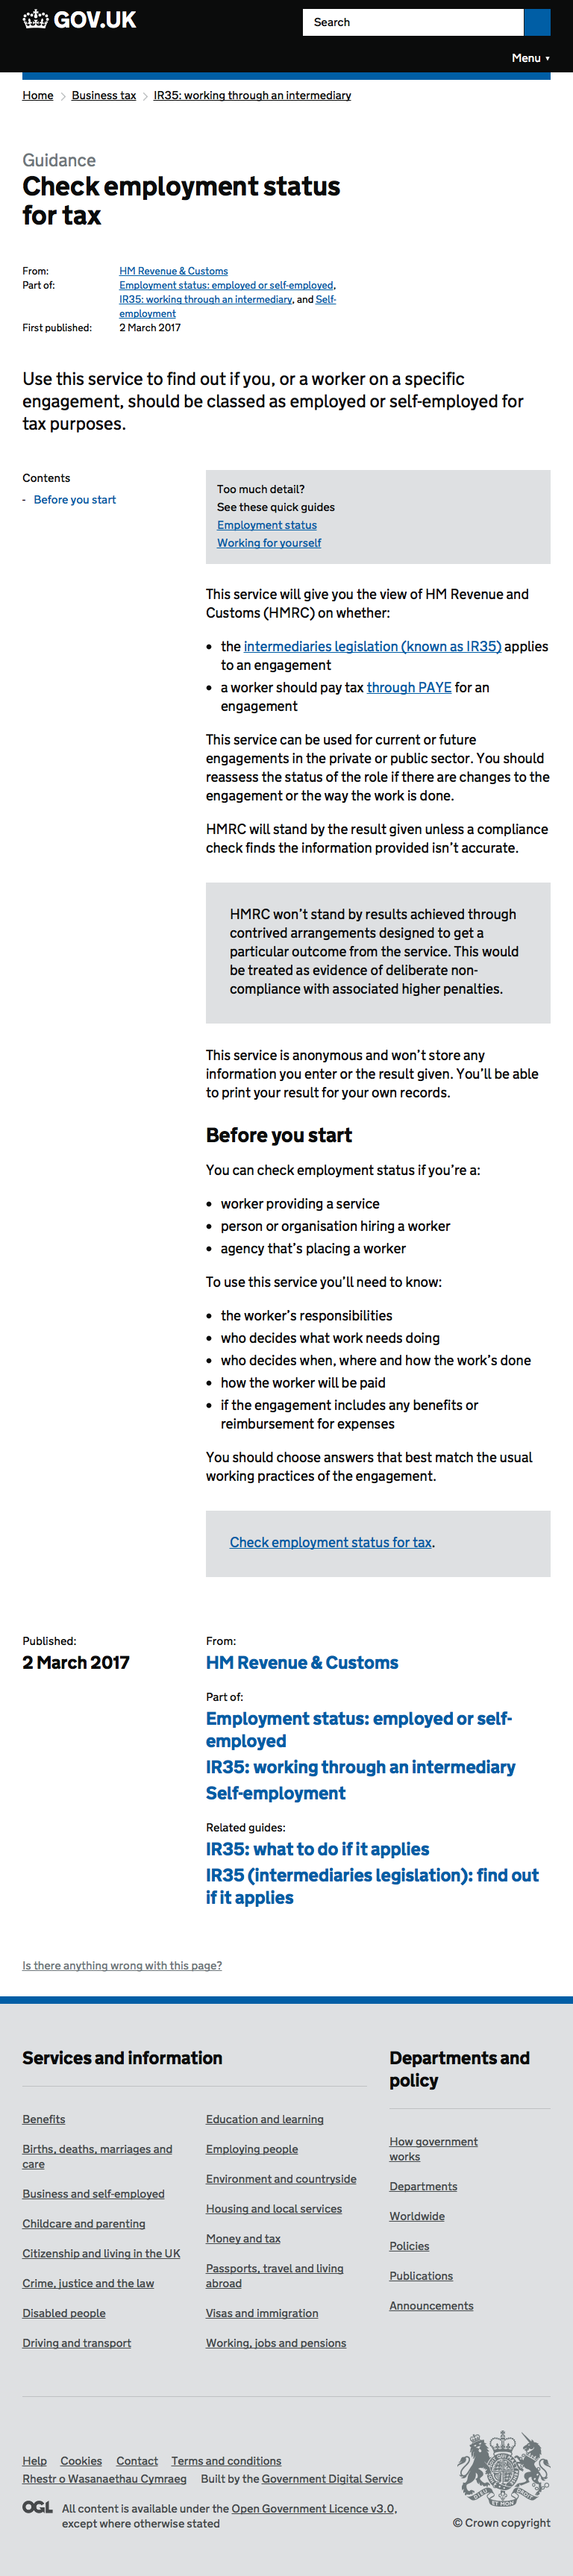 GOV.UK
Search
Menu ▾
Home
Business tax
IR35: working through an intermediary
Guidance
Check employment status
for tax
From:
HM Revenue & Customs
Part of:
Employment status: employed or self-employed,
IR35: working through an intermediary, and Self-
employment
First published:
2 March 2017
Use this service to find out if you, or a worker on a specific
engagement, should be classed as employed or self-employed for
tax purposes.
Contents
- Before you start
Too much detail?
See these quick guides
Employment status
Working for yourself
This service will give you the view of HM Revenue and
Customs (HMRC) on whether:
• the intermediaries legislation (known as IR35) applies
to an engagement
• a worker should pay tax through PAYE for an
engagement
This service can be used for current or future
engagements in the private or public sector. You should
reassess the status of the role if there are changes to the
engagement or the way the work is done.
HMRC will stand by the result given unless a compliance
check finds the information provided isn’t accurate.
HMRC won’t stand by results achieved through
contrived arrangements designed to get a
particular outcome from the service. This would
be treated as evidence of deliberate non-
compliance with associated higher penalties.
This service is anonymous and won’t store any
information you enter or the result given. You’ll be able
to print your result for your own records.
Before you start
You can check employment status if you’re a:
• worker providing a service
• person or organisation hiring a worker
• agency that’s placing a worker
To use this service you’ll need to know:
• the worker’s responsibilities
• who decides what work needs doing
• who decides when, where and how the work’s done
• how the worker will be paid
• if the engagement includes any benefits or
reimbursement for expenses
You should choose answers that best match the usual
working practices of the engagement.
Check employment status for tax.
Published:
2 March 2017
From:
HM Revenue & Customs
Part of:
Employment status: employed or self-
employed
IR35: working through an intermediary
Self-employment
Related guides:
IR35: what to do if it applies
IR35 (intermediaries legislation): find out
if it applies
Is there anything wrong with this page?
Services and information
Benefits
Births, deaths, marriages and
care
Business and self-employed
Childcare and parenting
Citizenship and living in the UK
Crime, justice and the law
Disabled people
Driving and transport
Education and learning
Employing people
Environment and countryside
Housing and local services
Money and tax
Passports, travel and living
abroad
Visas and immigration
Working, jobs and pensions
Departments and
policy
How government
works
Departments
Worldwide
Policies
Publications
Announcements
Help
Cookies
Contact
Terms and conditions
Rhestr o Wasanaethau Cymraeg
Built by the Government Digital Service
OGL
All content is available under the Open Government Licence v3.0,
except where otherwise stated
© Crown copyright